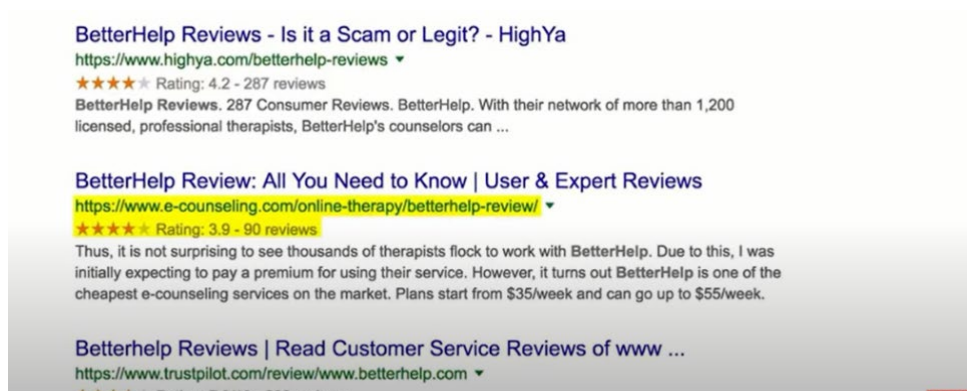 BetterHelp Reviews - Is it a Scam or Legit? - HighYa
https://www.highya.com/betterhelp-reviews
Rating: 4.2 - 287 reviews
BetterHelp Reviews. 287 Consumer Reviews. BetterHelp. With their network of more than 1,200
licensed, professional therapists, BetterHelp's counselors can ...
BetterHelp Review: All You Need to Know | User & Expert Reviews
https://www.e-counseling.com/online-therapy/betterhelp-review/
Rating: 3.9 - 90 reviews
Thus, it is not surprising to see thousands of therapists flock to work with BetterHelp. Due to this, I was
initially expecting to pay a premium for using their service. However, it turns out BetterHelp is one of the
cheapest e-counseling services on the market. Plans start from $35/week and can go up to $55/week.
Betterhelp Reviews | Read Customer Service Reviews of www ...
https://www.trustpilot.com/review/www.betterhelp.com